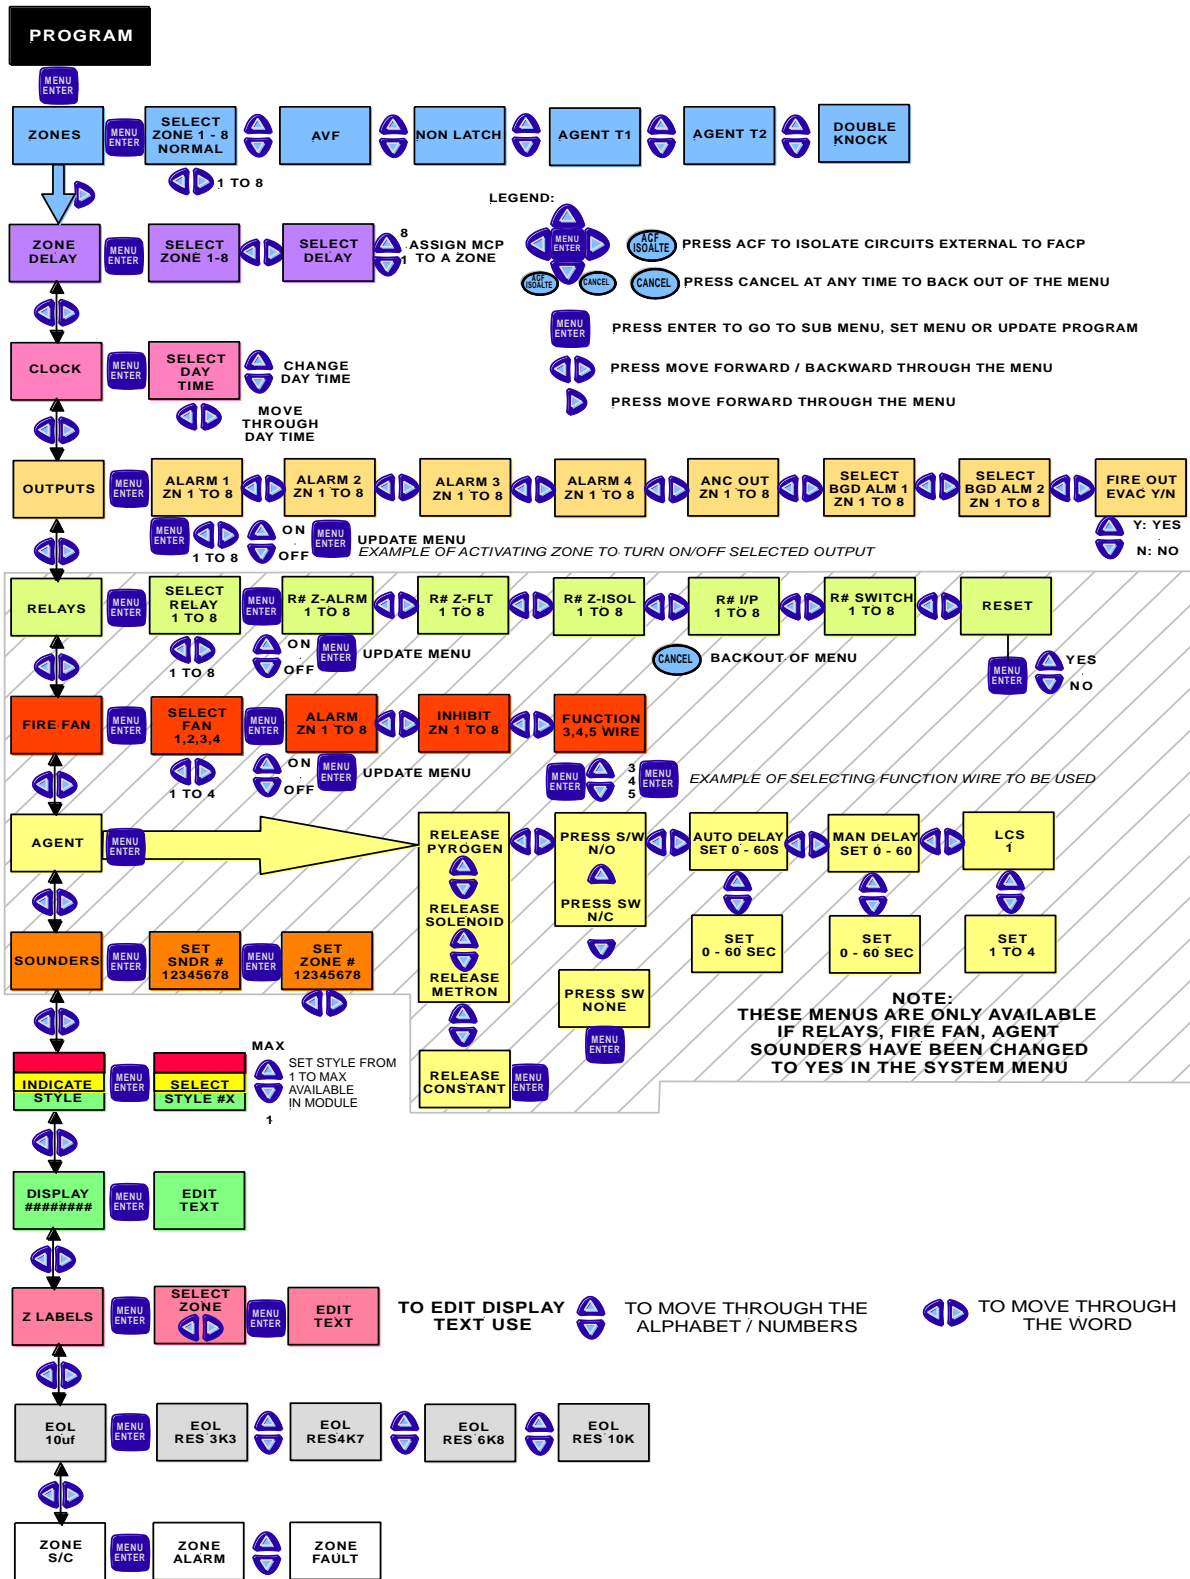 PROGRAM
MENU
ENTER
ZONES
MENU
ENTER
SELECT
ZONE 1 - 8
NORMAL
AVF
NON LATCH
AGENT T1
AGENT T2
DOUBLE
KNOCK
1 TO 8
LEGEND:
ZONE
DELAY
MENU
ENTER
SELECT
ZONE 1-8
SELECT
DELAY
8
1
ASSIGN MCP
TO A ZONE
MENU
ENTER
ACF
ISOALTE
CANCEL
ACF
ISOALTE
PRESS ACF TO ISOLATE CIRCUITS EXTERNAL TO FACP
CANCEL
PRESS CANCEL AT ANY TIME TO BACK OUT OF THE MENU
MENU
ENTER
PRESS ENTER TO GO TO SUB MENU, SET MENU OR UPDATE PROGRAM
PRESS MOVE FORWARD / BACKWARD THROUGH THE MENU
PRESS MOVE FORWARD THROUGH THE MENU
CLOCK
MENU
ENTER
SELECT
DAY
TIME
CHANGE
DAY TIME
MOVE
THROUGH
DAY TIME
OUTPUTS
MENU
ENTER
ALARM 1
ZN 1 TO 8
ALARM 2
ZN 1 TO 8
ALARM 3
ZN 1 TO 8
ALARM 4
ZN 1 TO 8
ANC OUT
ZN 1 TO 8
SELECT
BGD ALM 1
ZN 1 TO 8
SELECT
BGD ALM 2
ZN 1 TO 8
FIRE OUT
EVAC Y/N
MENU
ENTER
1 TO 8
ON
OFF
MENU
ENTER
UPDATE MENU
EXAMPLE OF ACTIVATING ZONE TO TURN ON/OFF SELECTED OUTPUT
Y: YES
N: NO
RELAYS
MENU
ENTER
SELECT
RELAY
1 TO 8
MENU
ENTER
R# Z-ALRM
1 TO 8
R# Z-FLT
1 TO 8
R# Z-ISOL
1 TO 8
R# I/P
1 TO 8
R# SWITCH
1 TO 8
RESET
1 TO 8
ON
OFF
MENU
ENTER
UPDATE MENU
CANCEL
BACKOUT OF MENU
MENU
ENTER
YES
NO
FIRE FAN
MENU
ENTER
SELECT
FAN
1,2,3,4
MENU
ENTER
ALARM
ZN 1 TO 8
INHIBIT
ZN 1 TO 8
FUNCTION
3,4,5 WIRE
1 TO 4
ON
OFF
MENU
ENTER
UPDATE MENU
MENU
ENTER
3
4
5
MENU
ENTER
EXAMPLE OF SELECTING FUNCTION WIRE TO BE USED
AGENT
MENU
ENTER
RELEASE
PYROGEN
RELEASE
SOLENOID
RELEASE
METRON
RELEASE
CONSTANT
MENU
ENTER
PRESS S/W
N/O
PRESS SW
N/C
PRESS SW
NONE
MENU
ENTER
AUTO DELAY
SET 0 - 60S
SET
0 - 60 SEC
MAN DELAY
SET 0 - 60
SET
0 - 60 SEC
LCS
1
SET
1 TO 4
SOUNDERS
MENU
ENTER
SET
SNDR #
12345678
MENU
ENTER
SET
ZONE #
12345678
NOTE:
THESE MENUS ARE ONLY AVAILABLE
IF RELAYS, FIRE FAN, AGENT
SOUNDERS HAVE BEEN CHANGED
TO YES IN THE SYSTEM MENU
INDICATE
STYLE
MENU
ENTER
SELECT
STYLE #X
MAX
1
SET STYLE FROM
1 TO MAX
AVAILABLE
IN MODULE
DISPLAY
########
MENU
ENTER
EDIT
TEXT
Z LABELS
MENU
ENTER
SELECT
ZONE
MENU
ENTER
EDIT
TEXT
TO EDIT DISPLAY
TEXT USE
TO MOVE THROUGH THE
ALPHABET / NUMBERS
TO MOVE THROUGH
THE WORD
EOL
10uf
MENU
ENTER
EOL
RES 3K3
EOL
RES4K7
EOL
RES 6K8
EOL
RES 10K
ZONE
S/C
MENU
ENTER
ZONE
ALARM
ZONE
FAULT